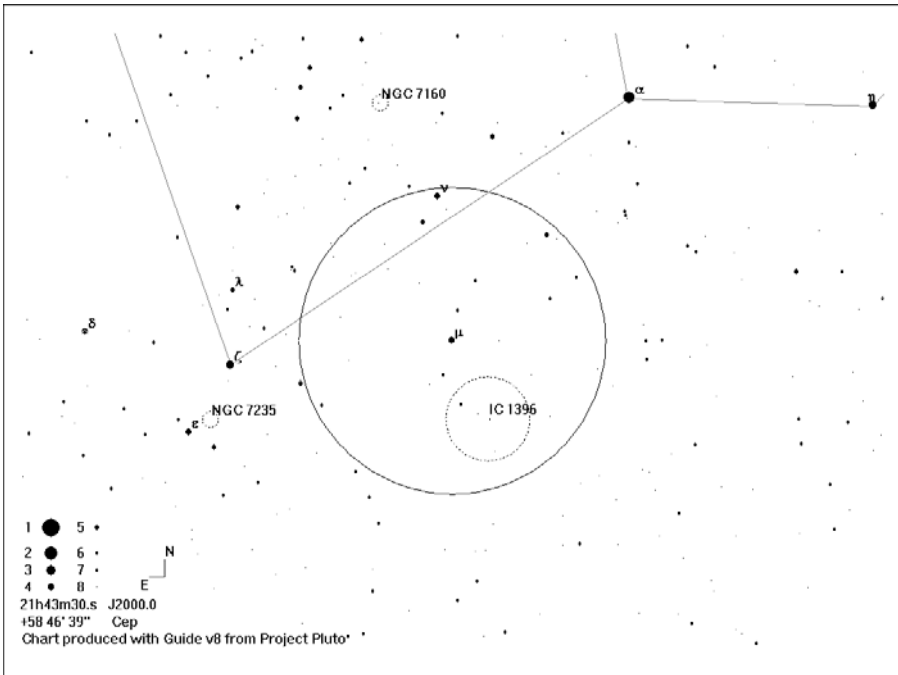 NGC 7160
α
η
ν
λ
δ
μ
ζ
NGC 7235
IC 1396
ε
1 5
2 6
3 7
4 8
N
E
21h43m30.s J2000.0
+58 46' 39" Cep
Chart produced with Guide v8 from Project Pluto'